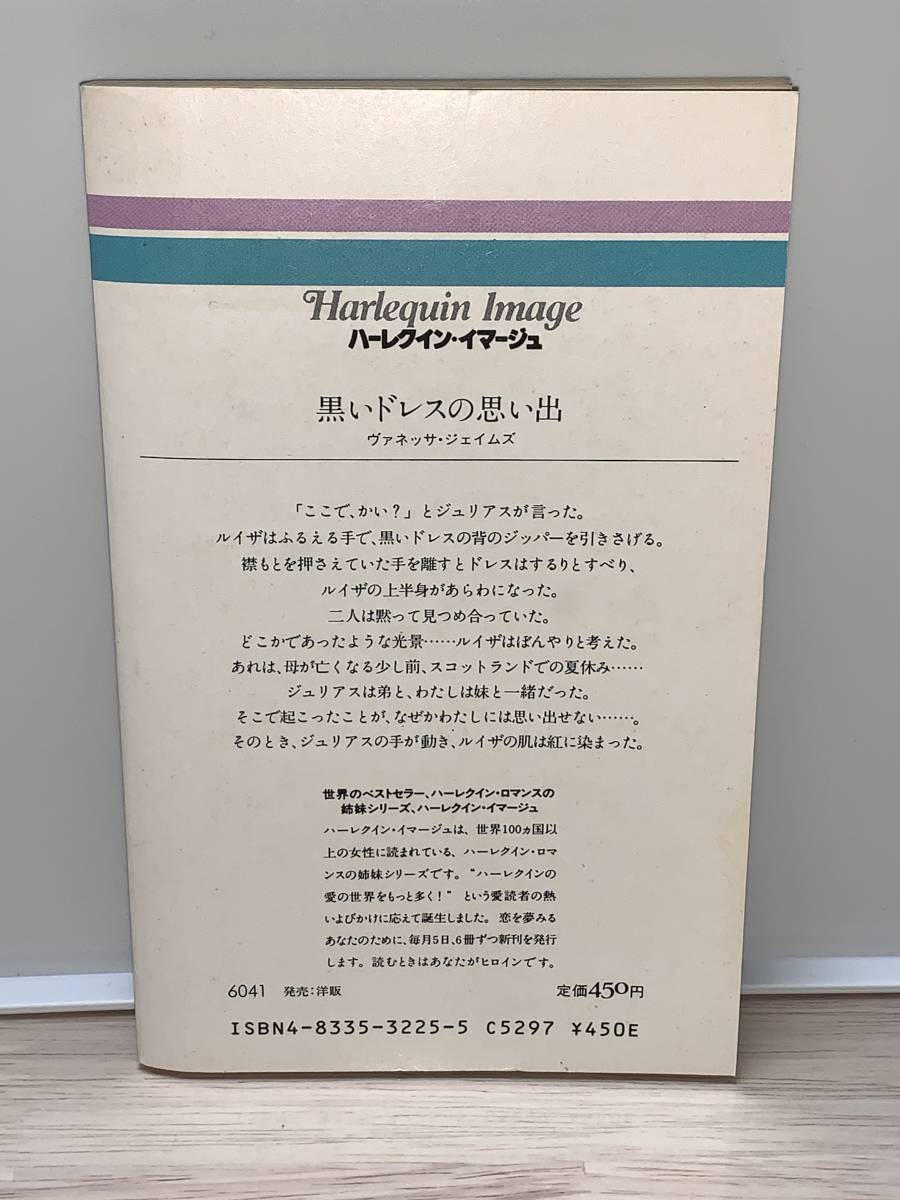 Harlequin Image
ハーレクイン・イマージュ
黒いドレスの思い出
ヴァネッサ・ジェイムズ
「ここで、かい？」とジュリアスが言った。
ルイザはふるえる手で、黒いドレスの背のジッパーを引きさげる。
襟もとを押さえていた手を離すとドレスはするりとすべり、
ルイザの上半身があらわになった。
二人は黙って見つめ合っていた。
どこかであったような光景……ルイザはぼんやりと考えた。
あれは、母が亡くなる少し前、スコットランドでの夏休み……
ジュリアスは弟と、わたしは妹と一緒だった。
そこで起こったことが、なぜかわたしには思い出せない……。
そのとき、ジュリアスの手が動き、ルイザの肌は紅に染まった。
世界のベストセラー、ハーレクイン・ロマンスの
姉妹シリーズ、ハーレクイン・イマージュ
ハーレクイン・イマージュは、世界100ヵ国以
上の女性に読まれている、ハーレクイン・ロマ
ンスの姉妹シリーズです。“ハーレクインの
愛の世界をもっと多く！”という愛読者の熱
いよびかけに応えて誕生しました。恋を夢みる
あなたのために、毎月5日、6冊ずつ新刊を発行
します。読むときはあなたがヒロインです。
6041 発売：洋販 定価450円
ISBN4-8335-3225-5 C5297 ¥450E